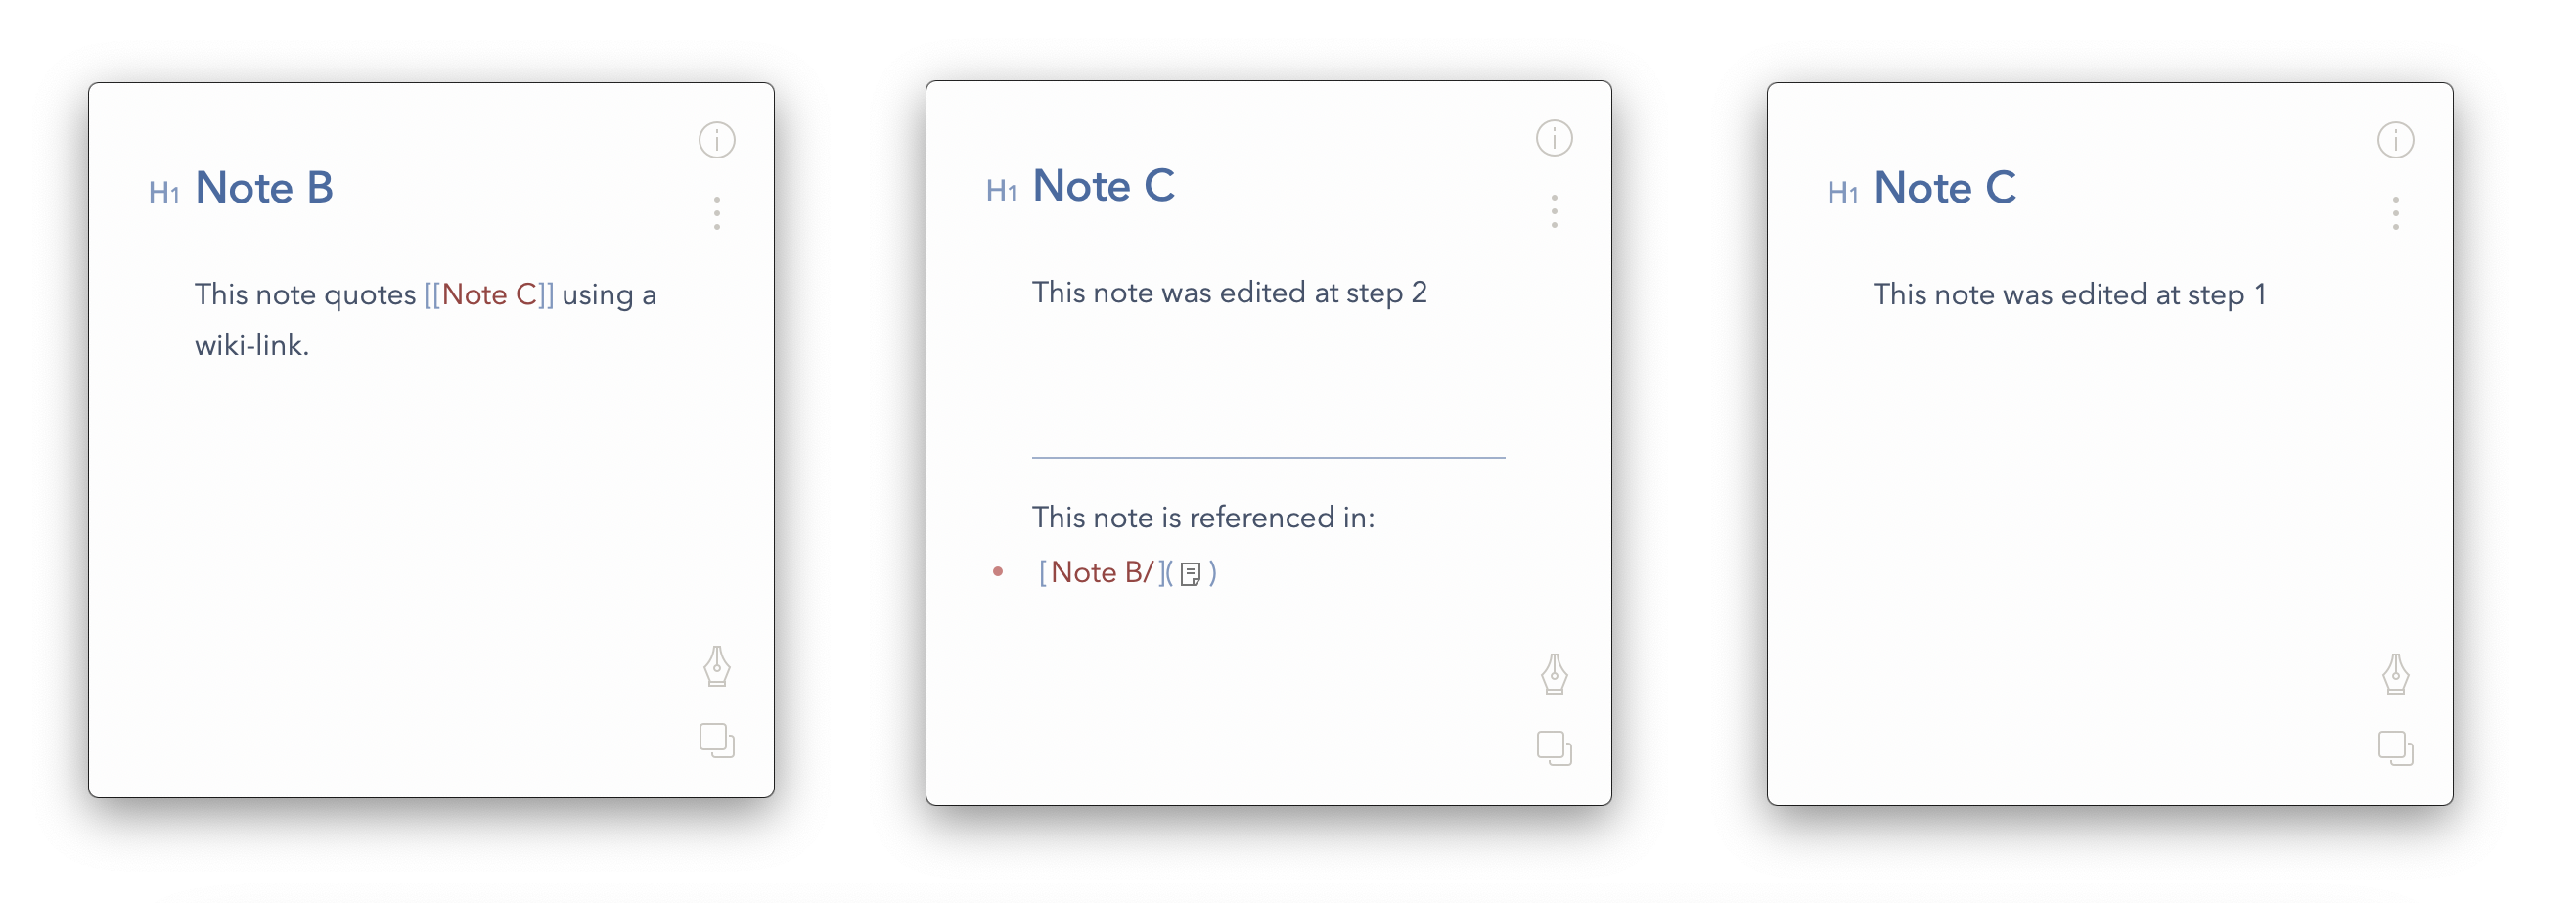 H1 Note B
This note quotes [[Note C]] using a
wiki-link.
H1 Note C
This note was edited at step 2
This note is referenced in:
• [Note B/]( )
H1 Note C
This note was edited at step 1